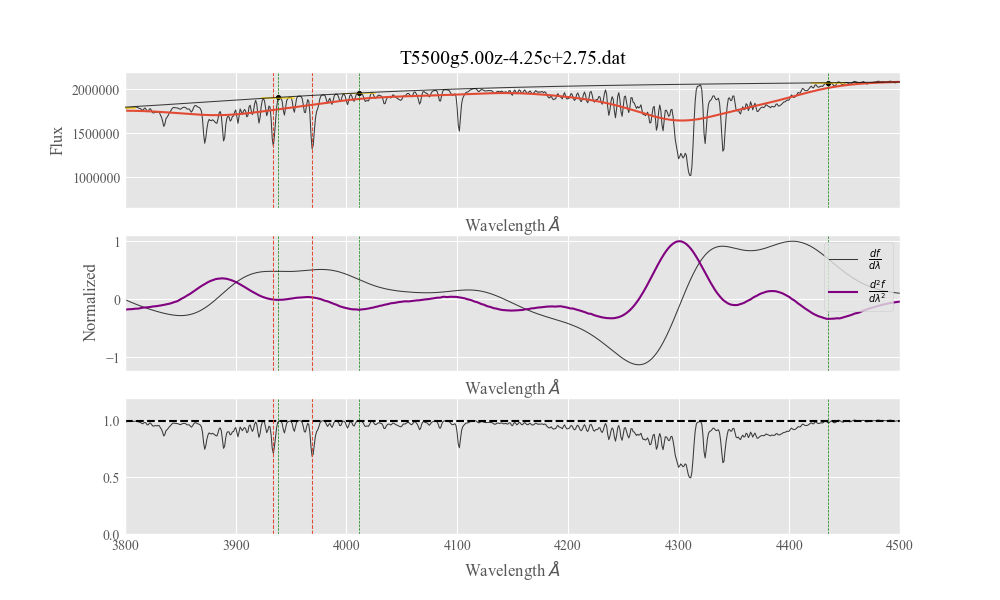 T5500g5.00z-4.25c+2.75.dat
2000000
1500000
1000000
Flux
Wavelength Å
1
0
−1
Normalized
df/dλ
d²f/dλ²
Wavelength Å
1.0
0.5
0.0
3800 3900 4000 4100 4200 4300 4400 4500
Wavelength Å